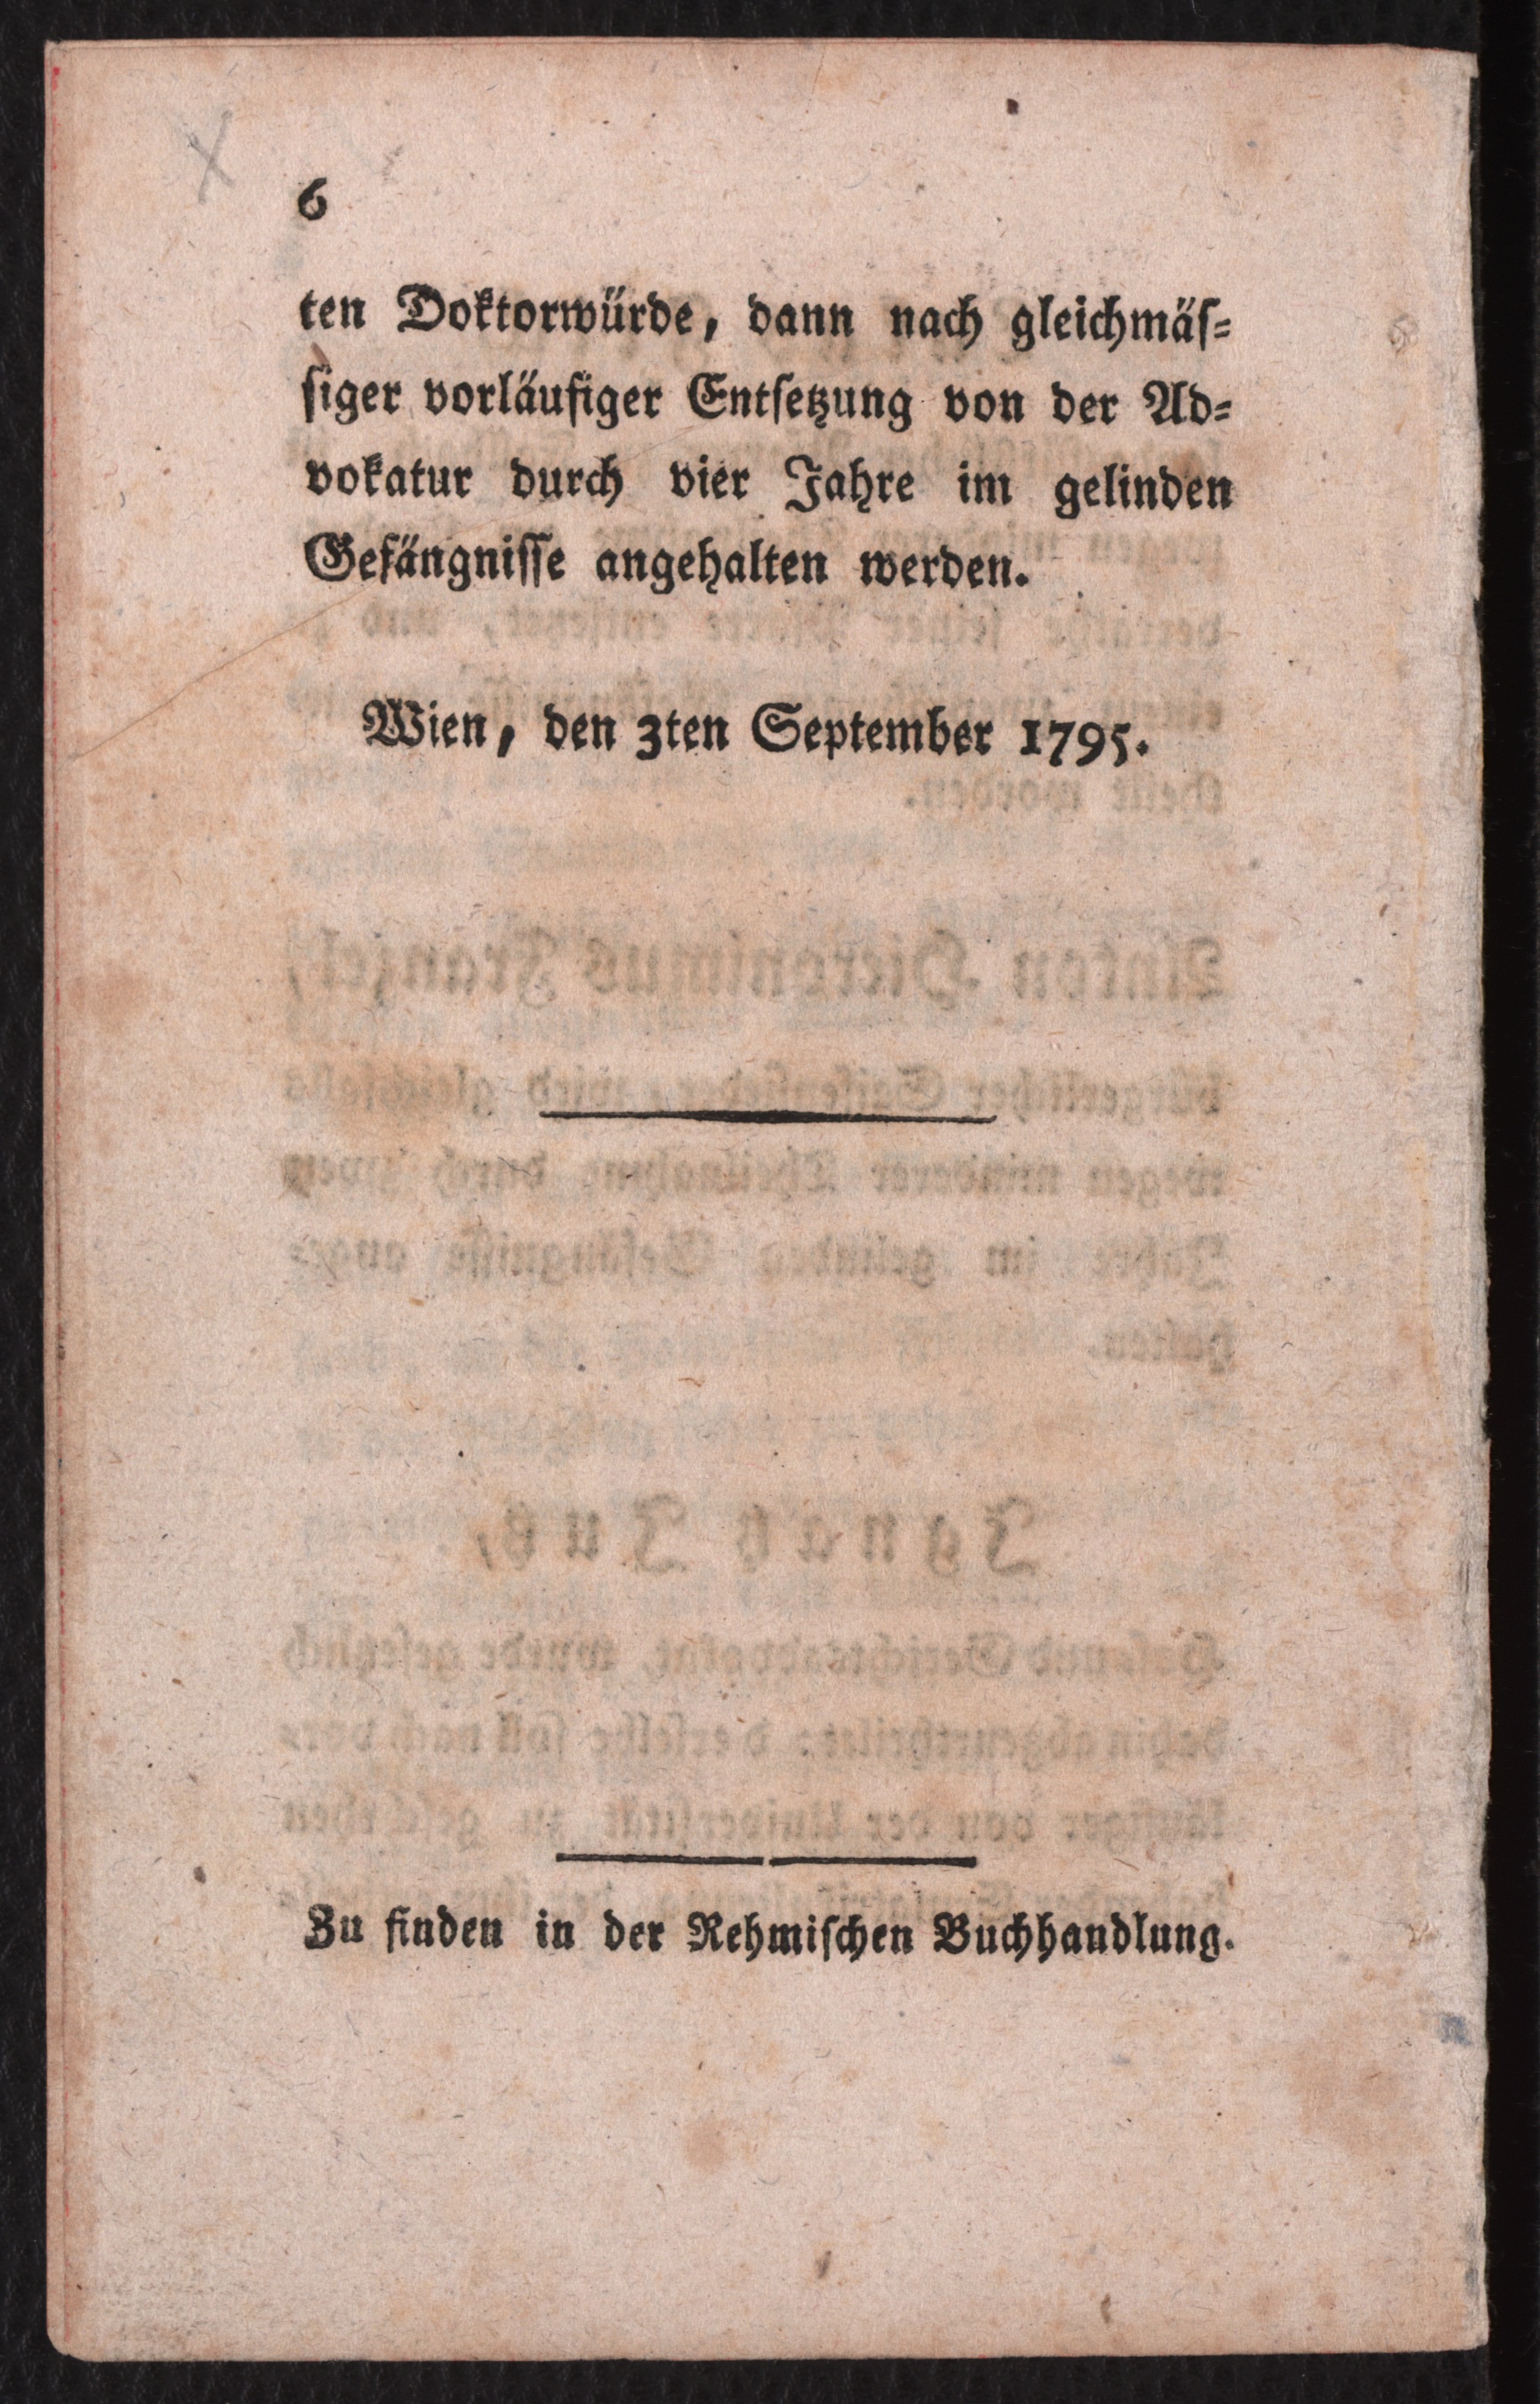 6
ten Doktorwürde, dann nach gleichmäſ-
ſiger vorläufiger Entſetzung von der Ad-
vokatur durch vier Jahre im gelinden
Gefängniſſe angehalten werden.
Wien, den 3ten September 1795.
Zu finden in der Rehmiſchen Buchhandlung.